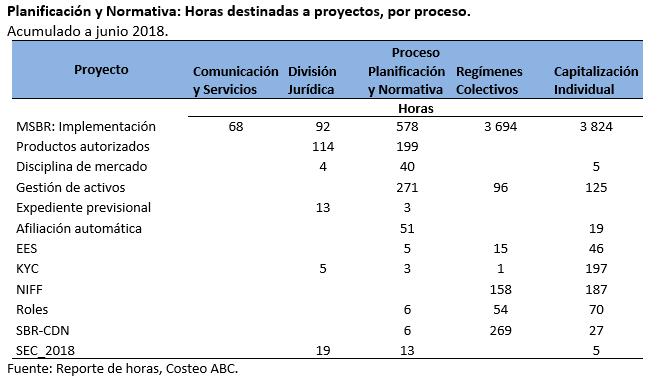 Planificación y Normativa: Horas destinadas a proyectos, por proceso.
Acumulado a junio 2018.
Proceso
Proyecto Comunicación División Planificación Regímenes Capitalización
y Servicios Jurídica y Normativa Colectivos Individual
Horas
MSBR: Implementación 68 92 578 3 694 3 824
Productos autorizados 114 199
Disciplina de mercado 4 40 5
Gestión de activos 271 96 125
Expediente previsional 13 3
Afiliación automática 51 19
EES 5 15 46
KYC 5 3 1 197
NIFF 158 187
Roles 6 54 70
SBR-CDN 6 269 27
SEC_2018 19 13 5
Fuente: Reporte de horas, Costeo ABC.